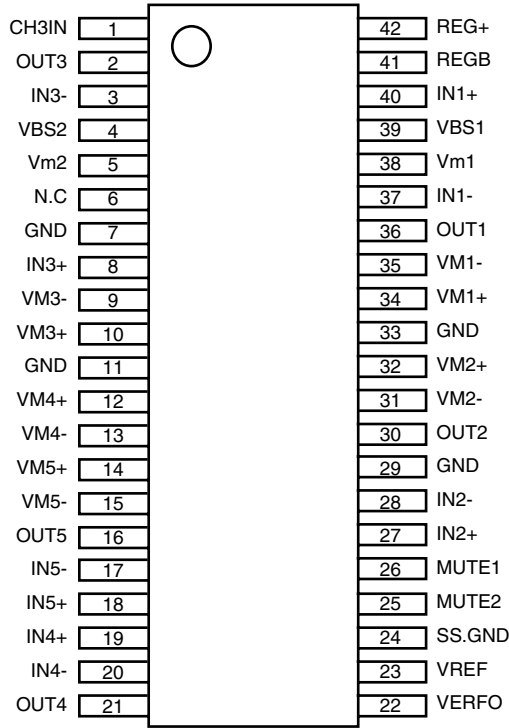 CH3IN 1 42 REG+
OUT3 2 41 REGB
IN3- 3 40 IN1+
VBS2 4 39 VBS1
Vm2 5 38 Vm1
N.C 6 37 IN1-
GND 7 36 OUT1
IN3+ 8 35 VM1-
VM3- 9 34 VM1+
VM3+ 10 33 GND
GND 11 32 VM2+
VM4+ 12 31 VM2-
VM4- 13 30 OUT2
VM5+ 14 29 GND
VM5- 15 28 IN2-
OUT5 16 27 IN2+
IN5- 17 26 MUTE1
IN5+ 18 25 MUTE2
IN4+ 19 24 SS.GND
IN4- 20 23 VREF
OUT4 21 22 VERFO